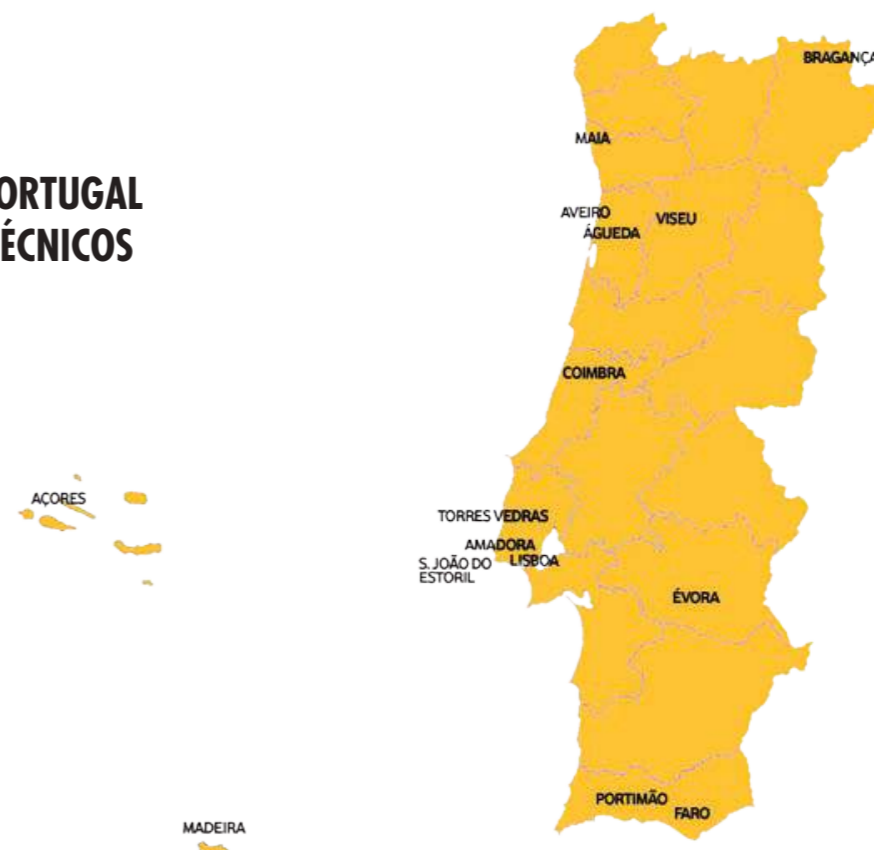 ORTUGAL
ÉCNICOS
BRAGANÇA
MAIA
AVEIRO
VISEU
ÁGUEDA
COIMBRA
AÇORES
TORRES VEDRAS
AMADORA
LISBOA
S. JOÃO DO
ESTORIL
ÉVORA
PORTIMÃO
FARO
MADEIRA